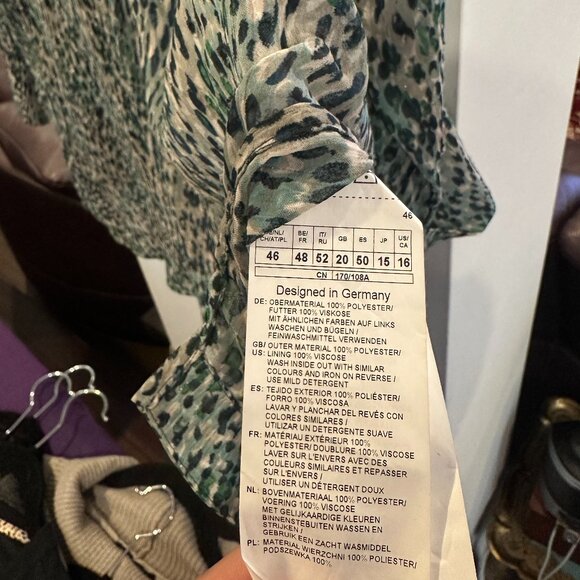 46
CH/AT/PL BE/ FR IT/ RU GB ES JP US/ CA
46 48 52 20 50 15 16
CN 170/108A
Designed in Germany
DE: OBERMATERIAL 100% POLYESTER/
FUTTER 100% VISKOSE
MIT ÄHNLICHEN FARBEN AUF LINKS
WASCHEN UND BÜGELN /
FEINWASCHMITTEL VERWENDEN
GB/ OUTER MATERIAL 100% POLYESTER/
US: LINING 100% VISCOSE
WASH INSIDE OUT WITH SIMILAR
COLOURS AND IRON ON REVERSE /
USE MILD DETERGENT
ES: TEJIDO EXTERIOR 100% POLIÉSTER/
FORRO 100% VISCOSA
LAVAR Y PLANCHAR DEL REVÉS CON
COLORES SIMILARES /
UTILIZAR UN DETERGENTE SUAVE
FR: MATÉRIAU EXTÉRIEUR 100%
POLYESTER/ DOUBLURE 100% VISCOSE
LAVER SUR L'ENVERS AVEC DES
COULEURS SIMILAIRES ET REPASSER
SUR L'ENVERS /
UTILISER UN DÉTERGENT DOUX
NL: BOVENMATERIAAL 100% POLYESTER/
VOERING 100% VISCOSE
MET GELIJKAARDIGE KLEUREN
BINNENSTEBUITEN WASSEN EN
STRIJKEN /
GEBRUIK EEN ZACHT WASMIDDEL
PL: MATERIAŁ WIERZCHNI 100% POLIESTER/
PODSZEWKA 100%